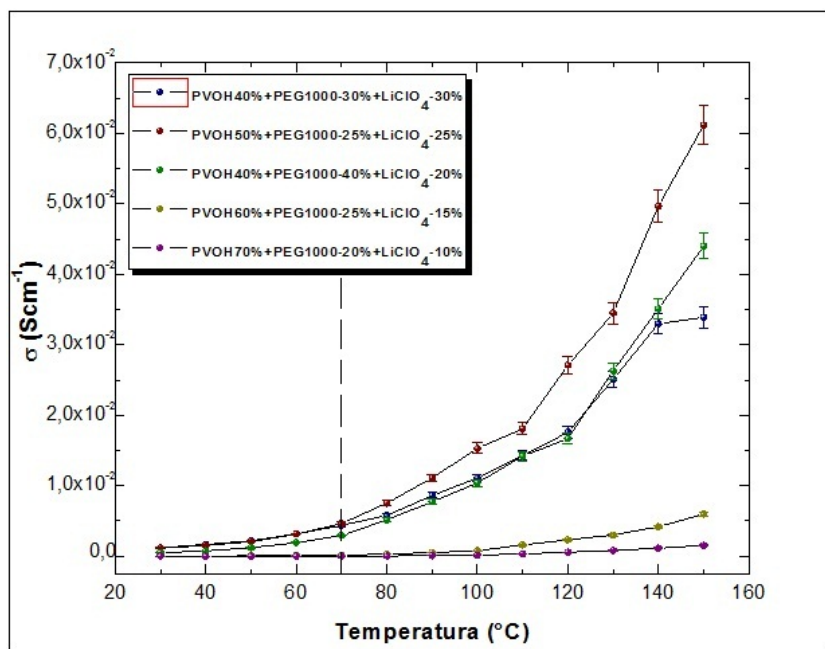 7,0x10⁻²
6,0x10⁻²
5,0x10⁻²
4,0x10⁻²
3,0x10⁻²
2,0x10⁻²
1,0x10⁻²
0,0
σ (Scm⁻¹)
PVOH40%+PEG1000-30%+LiClO₄-30%
PVOH50%+PEG1000-25%+LiClO₄-25%
PVOH40%+PEG1000-40%+LiClO₄-20%
PVOH60%+PEG1000-25%+LiClO₄-15%
PVOH70%+PEG1000-20%+LiClO₄-10%
20 40 60 80 100 120 140 160
Temperatura (°C)